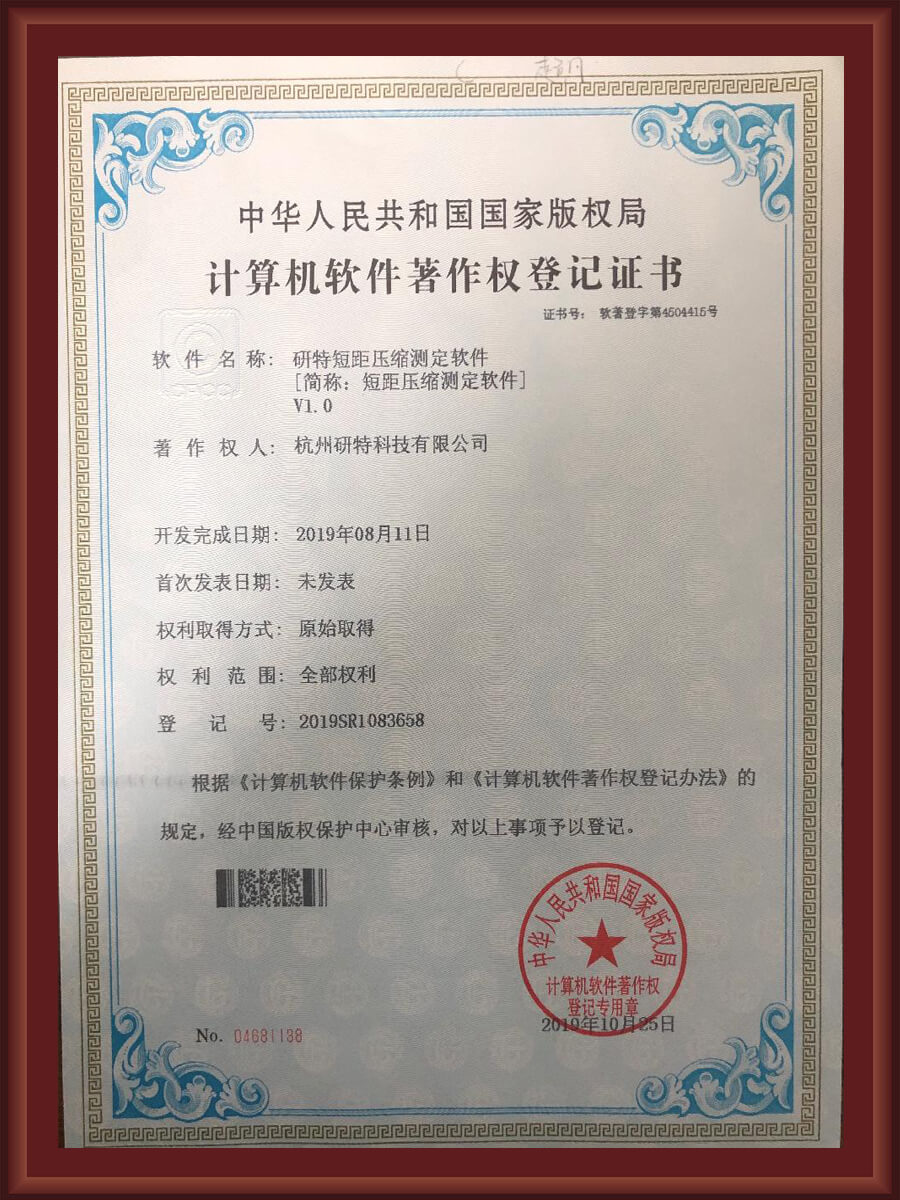 中华人民共和国国家版权局
计算机软件著作权登记证书
证书号： 软著登字第4504415号
软件名称： 研特短距压缩测定软件
[简称：短距压缩测定软件]
V1.0
著作权人： 杭州研特科技有限公司
开发完成日期： 2019年08月11日
首次发表日期： 未发表
权利取得方式： 原始取得
权利范围： 全部权利
登记号： 2019SR1083658
根据《计算机软件保护条例》和《计算机软件著作权登记办法》的
规定，经中国版权保护中心审核，对以上事项予以登记。
中华人民共和国国家版权局
计算机软件著作权
登记专用章
2019年10月25日
No. 04681138